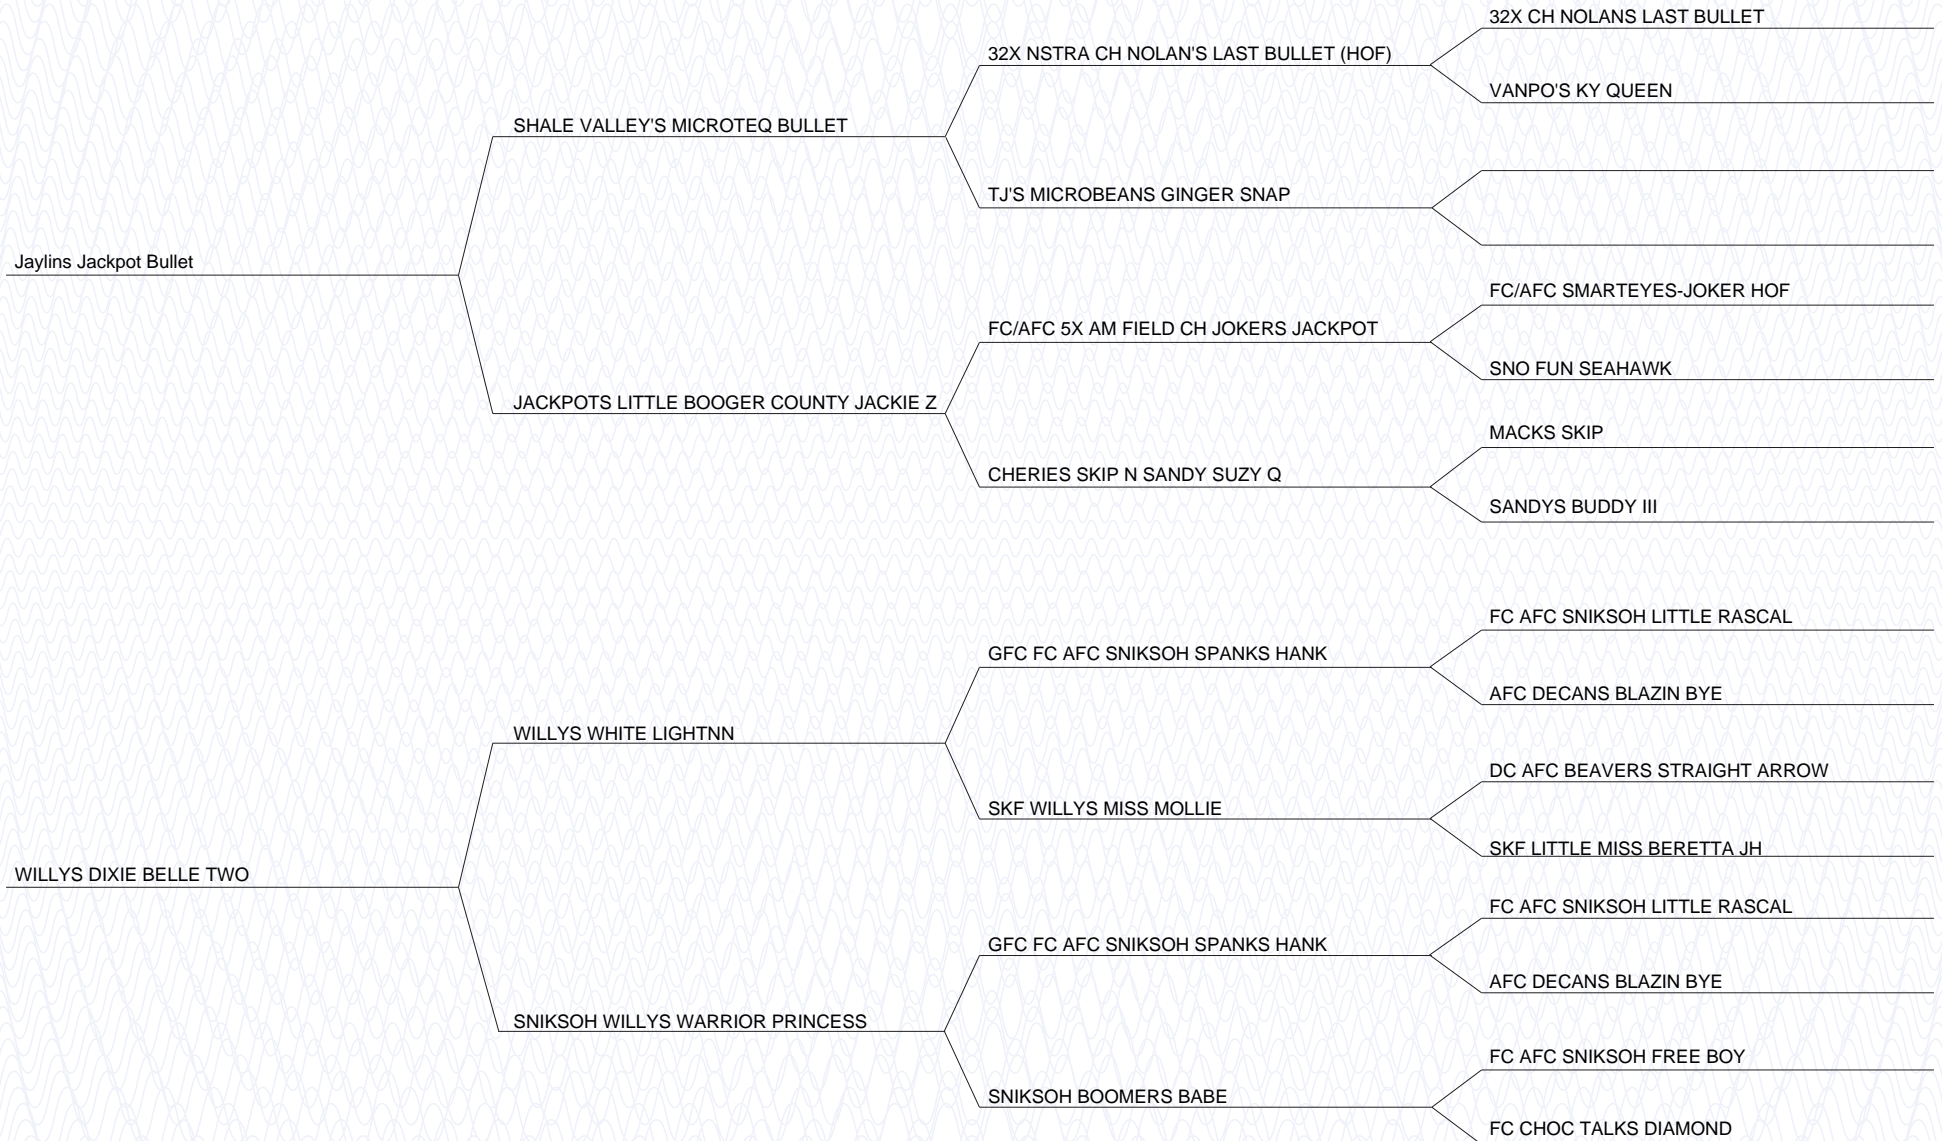 32X CH NOLANS LAST BULLET
32X NSTRA CH NOLAN'S LAST BULLET (HOF)
VANPO'S KY QUEEN
SHALE VALLEY'S MICROTEQ BULLET
TJ'S MICROBEANS GINGER SNAP
Jaylins Jackpot Bullet
FC/AFC SMARTEYES-JOKER HOF
FC/AFC 5X AM FIELD CH JOKERS JACKPOT
SNO FUN SEAHAWK
JACKPOTS LITTLE BOOGER COUNTY JACKIE Z
MACKS SKIP
CHERIES SKIP N SANDY SUZY Q
SANDYS BUDDY III
FC AFC SNIKSOH LITTLE RASCAL
GFC FC AFC SNIKSOH SPANKS HANK
AFC DECANS BLAZIN BYE
WILLYS WHITE LIGHTNN
DC AFC BEAVERS STRAIGHT ARROW
SKF WILLYS MISS MOLLIE
SKF LITTLE MISS BERETTA JH
WILLYS DIXIE BELLE TWO
FC AFC SNIKSOH LITTLE RASCAL
GFC FC AFC SNIKSOH SPANKS HANK
AFC DECANS BLAZIN BYE
SNIKSOH WILLYS WARRIOR PRINCESS
FC AFC SNIKSOH FREE BOY
SNIKSOH BOOMERS BABE
FC CHOC TALKS DIAMOND